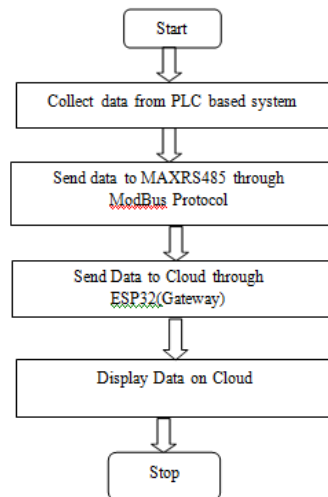 Start
Collect data from PLC based system
Send data to MAXRS485 through
ModBus Protocol
Send Data to Cloud through
ESP32(Gateway)
Display Data on Cloud
Stop